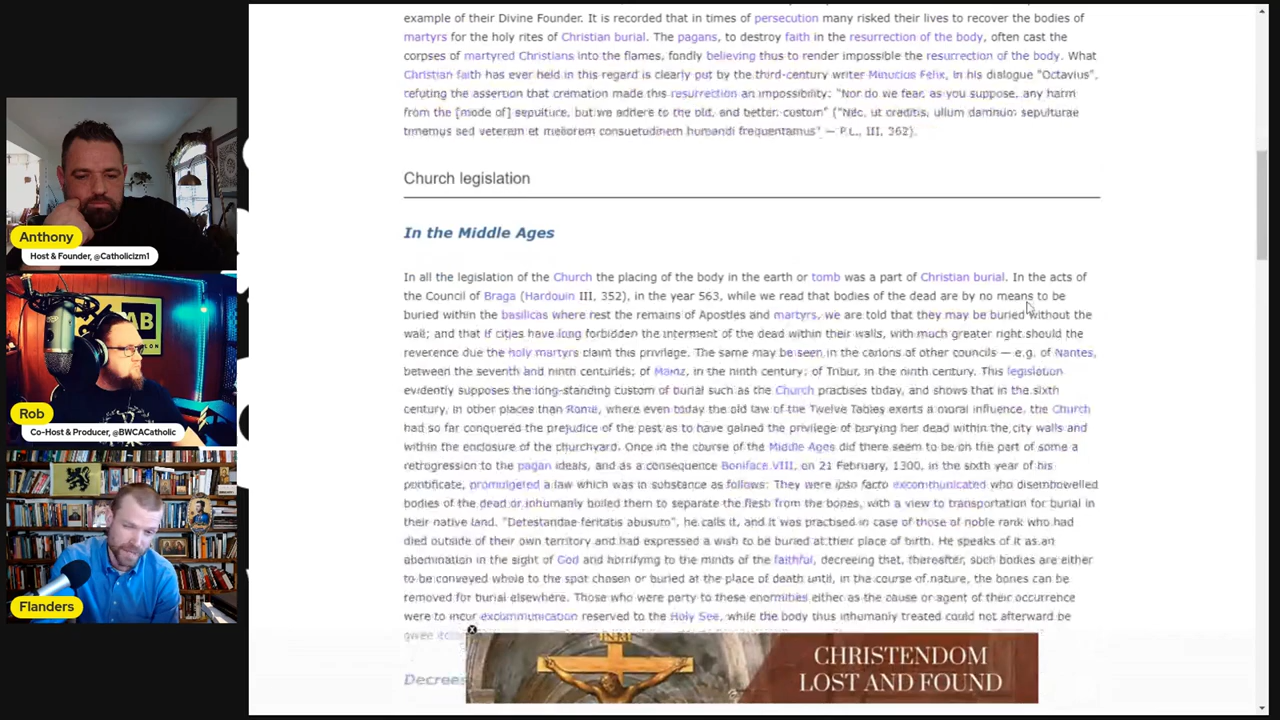 example of their Divine Founder. It is recorded that in times of persecution many risked their lives to recover the bodies of
martyrs for the holy rites of Christian burial. The pagans, to destroy faith in the resurrection of the body, often cast the
corpses of martyred Christians into the flames, fondly believing thus to render impossible the resurrection of the body. What
Christian faith has ever held in this regard is clearly put by the third-century writer Minucius Felix, in his dialogue "Octavius",
refuting the assertion that cremation made this resurrection an impossibility: "Nor do we fear, as you suppose, any harm
from the [mode of] sepulture, but we adhere to the old, and better, custom" ("Nec, ut creditis, ullum damnum sepulturae
timemus sed veterem et meliorem consuetudinem humandi frequentamus" — P.L., III, 362).
Church legislation
In the Middle Ages
In all the legislation of the Church the placing of the body in the earth or tomb was a part of Christian burial. In the acts of
the Council of Braga (Hardouin III, 352), in the year 563, while we read that bodies of the dead are by no means to be
buried within the basilicas where rest the remains of Apostles and martyrs, we are told that they may be buried without the
wall; and that if cities have long forbidden the interment of the dead within their walls, with much greater right should the
reverence due the holy martyrs claim this privilege. The same may be seen in the canons of other councils — e.g. of Nantes,
between the seventh and ninth centuries; of Mainz, in the ninth century; of Tribur, in the ninth century. This legislation
evidently supposes the long-standing custom of burial such as the Church practises today, and shows that in the sixth
century, in other places than Rome, where even today the old law of the Twelve Tables exerts a moral influence, the Church
had so far conquered the prejudice of the past as to have gained the privilege of burying her dead within the city walls and
within the enclosure of the churchyard. Once in the course of the Middle Ages did there seem to be on the part of some a
retrogression to the pagan ideals, and as a consequence Boniface VIII, on 21 February, 1300, in the sixth year of his
pontificate, promulgated a law which was in substance as follows: They were ipso facto excommunicated who disembowelled
bodies of the dead or inhumanly boiled them to separate the flesh from the bones, with a view to transportation for burial in
their native land. "Detestandae feritatis abusum", he calls it, and it was practised in case of those of noble rank who had
died outside of their own territory and had expressed a wish to be buried at their place of birth. He speaks of it as an
abomination in the sight of God and horrifying to the minds of the faithful, decreeing that, thereafter, such bodies are either
to be conveyed whole to the spot chosen or buried at the place of death until, in the course of nature, the bones can be
removed for burial elsewhere. Those who were party to these enormities either as the cause or agent of their occurrence
were to incur excommunication reserved to the Holy See, while the body thus inhumanly treated could not afterward be
Decrees
INRI
CHRISTENDOM
LOST AND FOUND
Anthony
Host & Founder, @Catholicizm1
AB
Rob
Co-Host & Producer, @BWCACatholic
Flanders